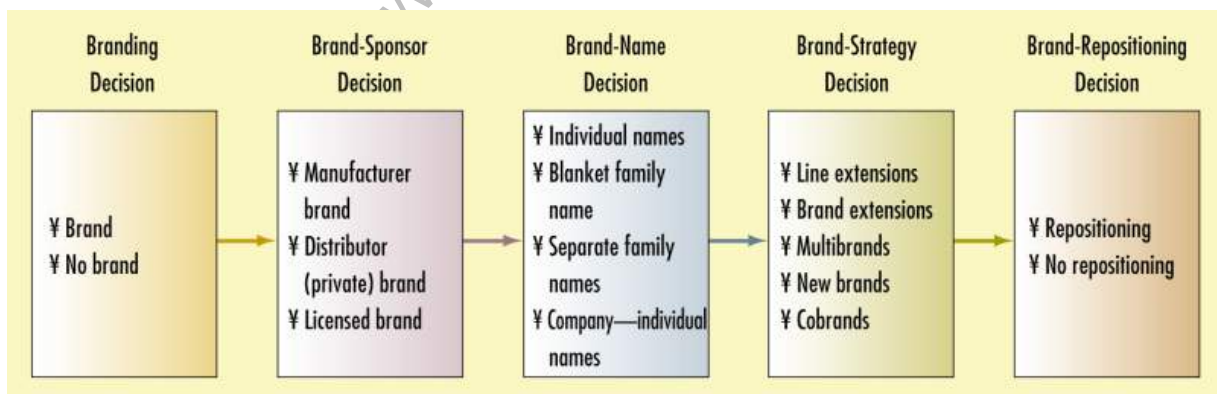 Branding
Decision
Brand-Sponsor
Decision
Brand-Name
Decision
Brand-Strategy
Decision
Brand-Repositioning
Decision
¥ Brand
¥ No brand
¥ Manufacturer
brand
¥ Distributor
(private) brand
¥ Licensed brand
¥ Individual names
¥ Blanket family
name
¥ Separate family
names
¥ Company—individual
names
¥ Line extensions
¥ Brand extensions
¥ Multibrands
¥ New brands
¥ Cobrands
¥ Repositioning
¥ No repositioning